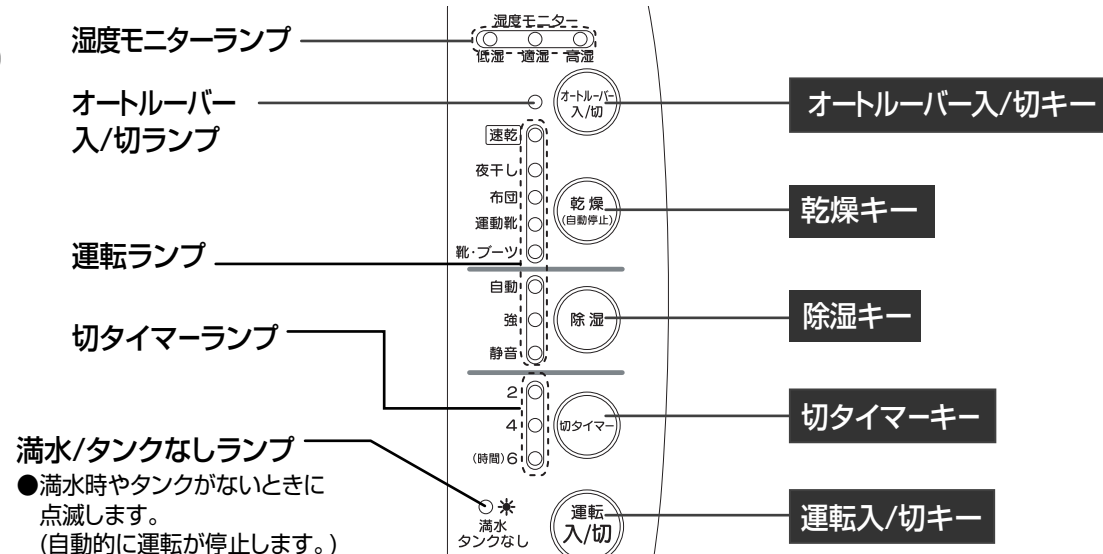 湿度モニターランプ
オートルーバー
入/切ランプ
運転ランプ
切タイマーランプ
満水/タンクなしランプ
●満水時やタンクがないときに
点滅します。
(自動的に運転が停止します。)
湿度モニター
低湿 適湿 高湿
オートルーバー
入/切
速乾
夜干し
布団
運動靴
靴・ブーツ
乾燥
(自動停止)
自動
強
静音
除湿
2
4
(時間)6
切タイマー
満水
タンクなし
運転
入/切
オートルーバー入/切キー
乾燥キー
除湿キー
切タイマーキー
運転入/切キー